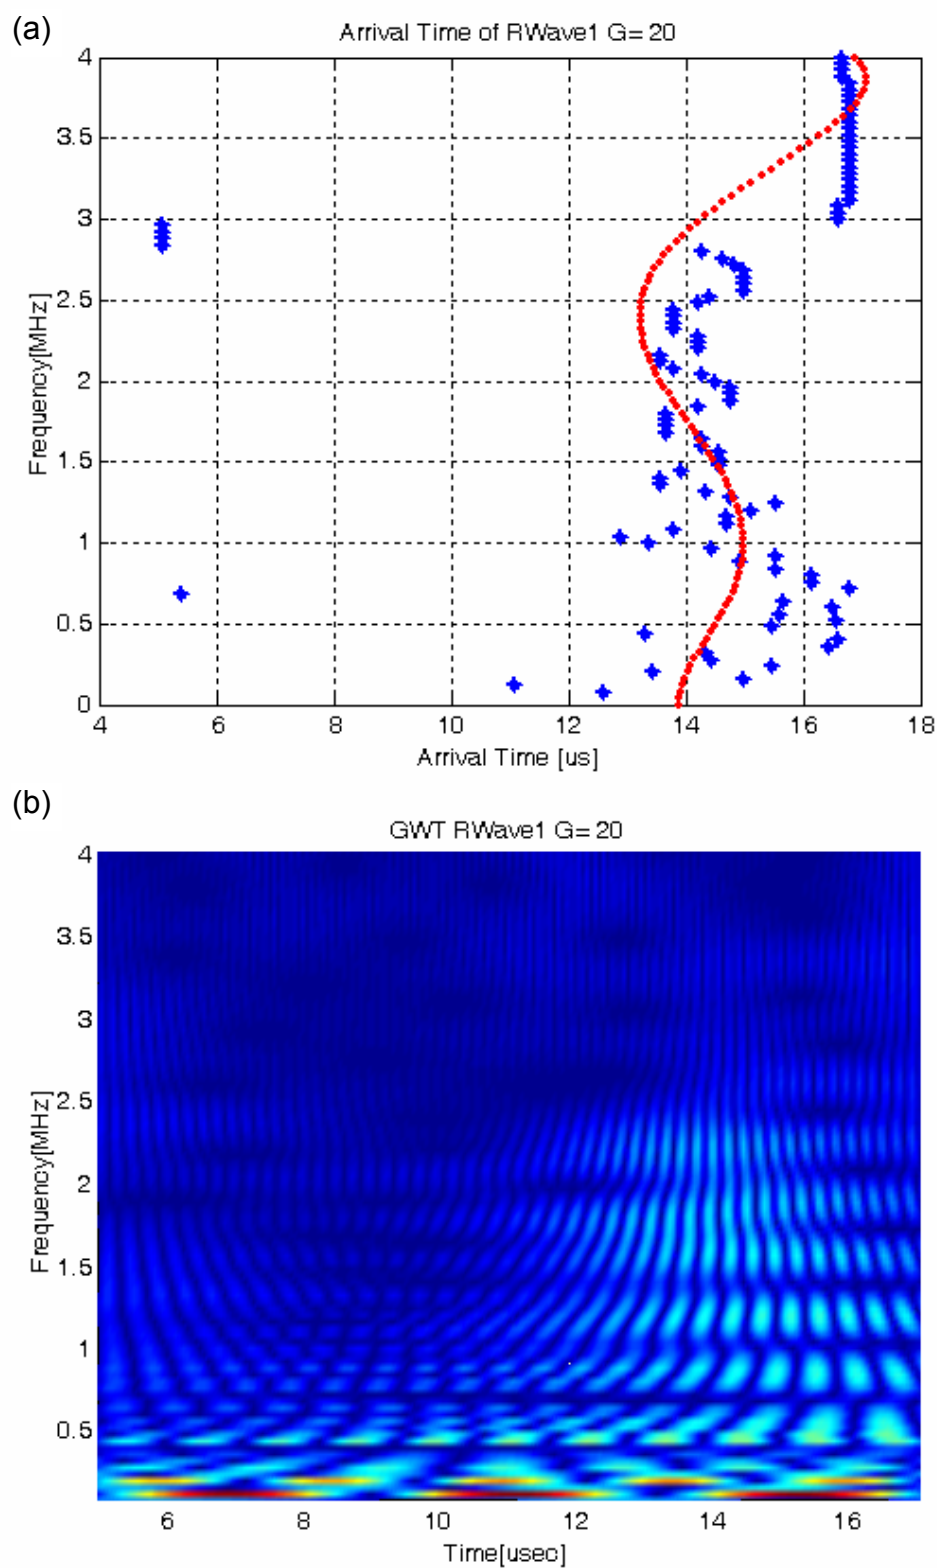 (a)
Arrival Time of RWave1 G= 20
4
3.5
3
2.5
2
1.5
1
0.5
0
Frequency[MHz]
4 6 8 10 12 14 16 18
Arrival Time [us]
(b)
GWT RWave1 G= 20
4
3.5
3
2.5
2
1.5
1
0.5
Frequency[MHz]
6 8 10 12 14 16
Time[usec]